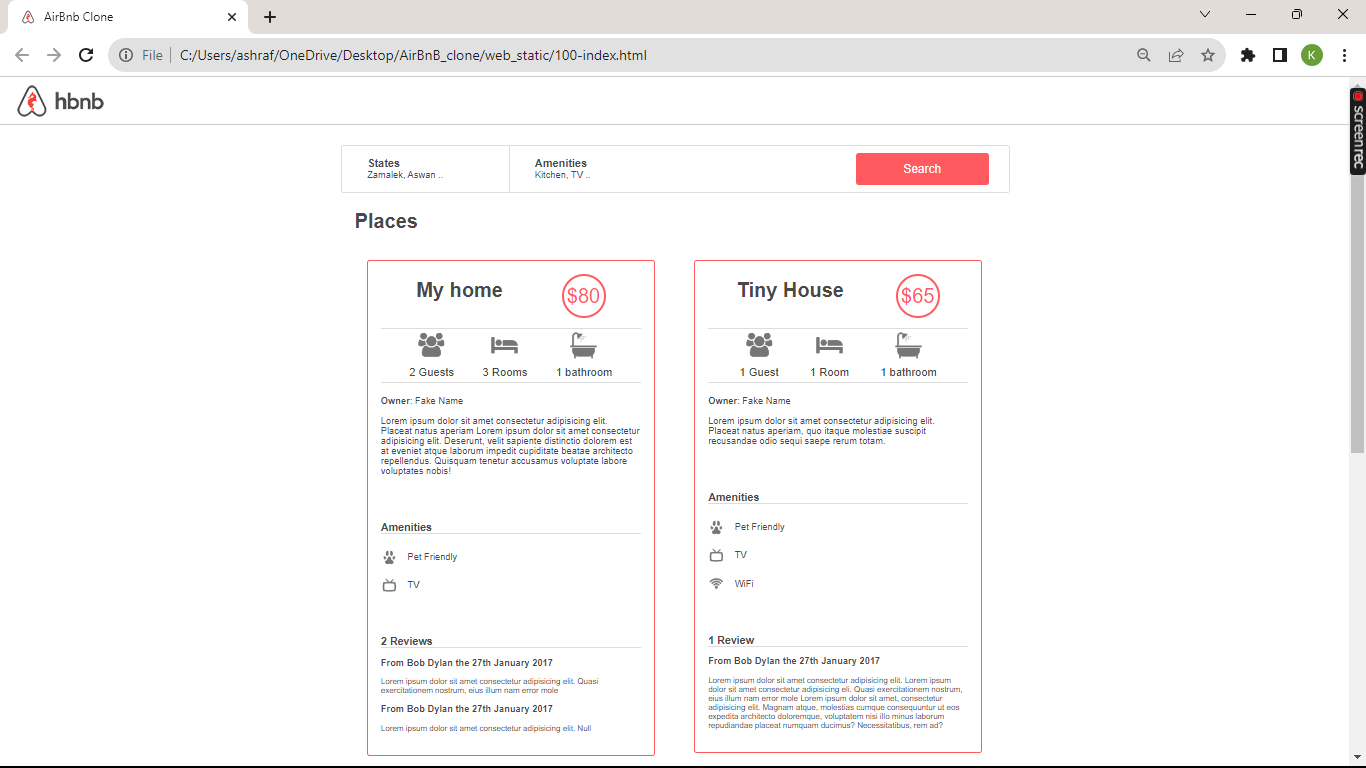 AirBnb Clone
File
C:/Users/ashraf/OneDrive/Desktop/AirBnB_clone/web_static/100-index.html
K
hbnb
screenrec
States
Zamalek, Aswan ..
Amenities
Kitchen, TV ..
Search
Places
My home
$80
2 Guests
3 Rooms
1 bathroom
Owner: Fake Name
Lorem ipsum dolor sit amet consectetur adipisicing elit.
Placeat natus aperiam Lorem ipsum dolor sit amet consectetur
adipisicing elit. Deserunt, velit sapiente distinctio dolorem est
at eveniet atque laborum impedit cupiditate beatae architecto
repellendus. Quisquam tenetur accusamus voluptate labore
voluptates nobis!
Amenities
Pet Friendly
TV
2 Reviews
From Bob Dylan the 27th January 2017
Lorem ipsum dolor sit amet consectetur adipisicing elit. Quasi
exercitationem nostrum, eius illum nam error mole
From Bob Dylan the 27th January 2017
Lorem ipsum dolor sit amet consectetur adipisicing elit. Null
Tiny House
$65
1 Guest
1 Room
1 bathroom
Owner: Fake Name
Lorem ipsum dolor sit amet consectetur adipisicing elit.
Placeat natus aperiam, quo itaque molestiae suscipit
recusandae odio sequi saepe rerum totam.
Amenities
Pet Friendly
TV
WiFi
1 Review
From Bob Dylan the 27th January 2017
Lorem ipsum dolor sit amet consectetur adipisicing elit. Lorem ipsum
dolor sit amet consectetur adipisicing eli. Quasi exercitationem nostrum,
eius illum nam error mole Lorem ipsum dolor sit amet, consectetur
adipisicing elit. Magnam atque, molestias cumque consequuntur ut eos
expedita architecto doloremque, voluptatem nisi illo minus laborum
repudiandae placeat numquam ducimus? Necessitatibus, rem ad?